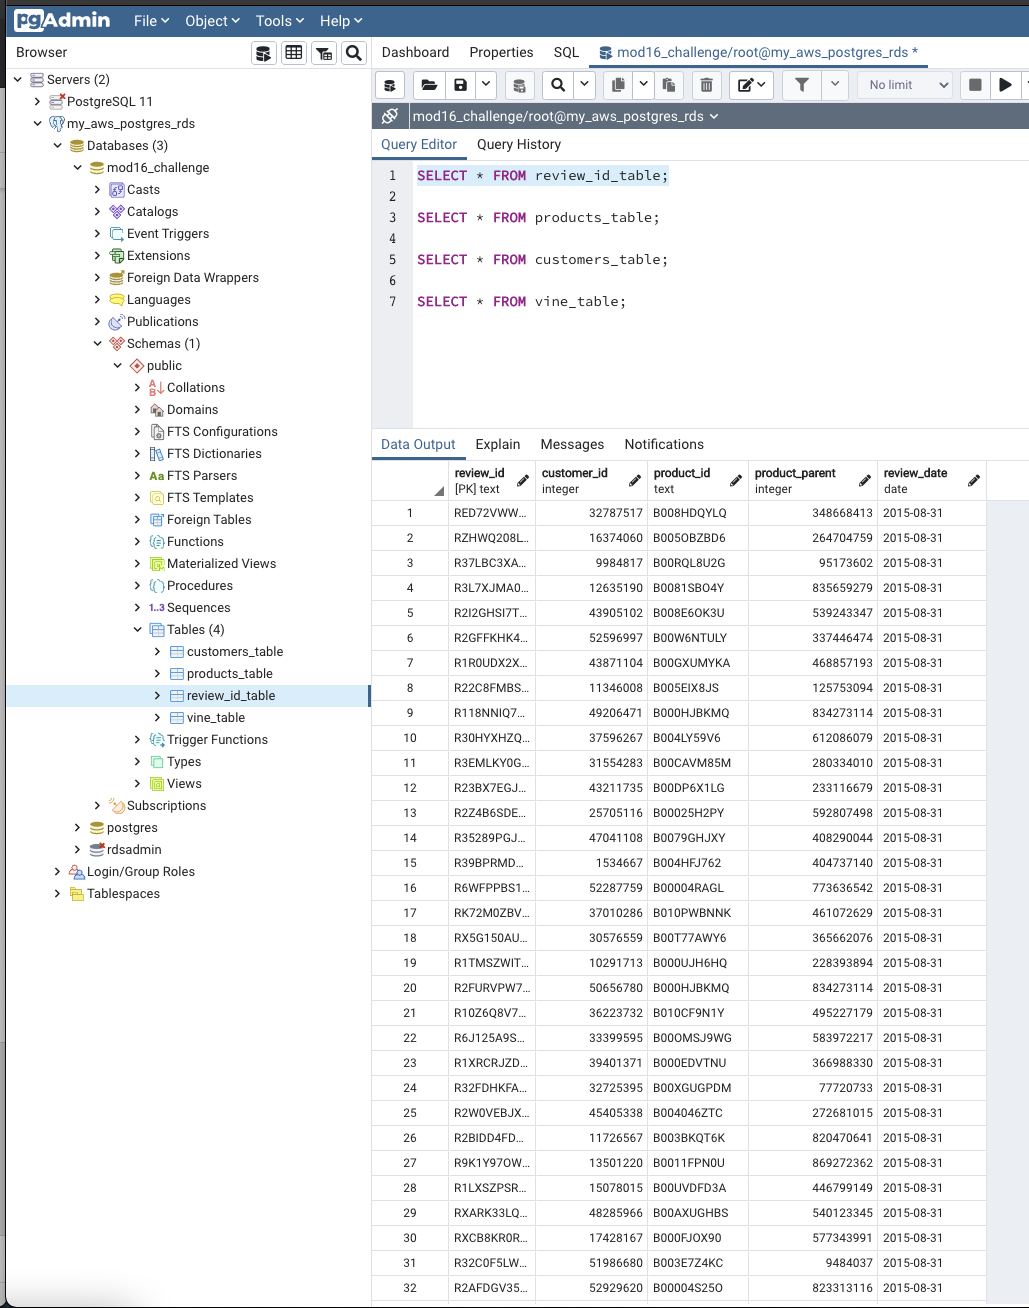 pgAdmin File Object Tools Help
Browser
Servers (2)
PostgreSQL 11
my_aws_postgres_rds
Databases (3)
mod16_challenge
Casts
Catalogs
Event Triggers
Extensions
Foreign Data Wrappers
Languages
Publications
Schemas (1)
public
Collations
Domains
FTS Configurations
FTS Dictionaries
Aa FTS Parsers
FTS Templates
Foreign Tables
Functions
Materialized Views
Procedures
1..3 Sequences
Tables (4)
customers_table
products_table
review_id_table
vine_table
Trigger Functions
Types
Views
Subscriptions
postgres
rdsadmin
Login/Group Roles
Tablespaces
Dashboard Properties SQL mod16_challenge/root@my_aws_postgres_rds *
No limit
mod16_challenge/root@my_aws_postgres_rds
Query Editor Query History
1 SELECT * FROM review_id_table;
2
3 SELECT * FROM products_table;
4
5 SELECT * FROM customers_table;
6
7 SELECT * FROM vine_table;
Data Output Explain Messages Notifications
review_id customer_id product_id product_parent review_date
[PK] text integer text integer date
1 RED72VWW... 32787517 B008HDQYLQ 348668413 2015-08-31
2 RZHWQ208L... 16374060 B005OBZBD6 264704759 2015-08-31
3 R37LBC3XA... 9984817 B00RQL8U2G 95173602 2015-08-31
4 R3L7XJMA0... 12635190 B0081SBO4Y 835659279 2015-08-31
5 R2I2GHSI7T... 43905102 B008E6OK3U 539243347 2015-08-31
6 R2GFFKHK4... 52596997 B00W6NTULY 337446474 2015-08-31
7 R1R0UDX2X... 43871104 B00GXUMYKA 468857193 2015-08-31
8 R22C8FMBS... 11346008 B005EIX8JS 125753094 2015-08-31
9 R118NNIQ7... 49206471 B000HJBKMQ 834273114 2015-08-31
10 R30HYXHZQ... 37596267 B004LY59V6 612086079 2015-08-31
11 R3EMLKY0G... 31554283 B00CAVM85M 280334010 2015-08-31
12 R23BX7EGJ... 43211735 B00DP6X1LG 233116679 2015-08-31
13 R2Z4B6SDE... 25705116 B00025H2PY 592807498 2015-08-31
14 R35289PGJ... 47041108 B0079GHJXY 408290044 2015-08-31
15 R39BPRMD... 1534667 B004HFJ762 404737140 2015-08-31
16 R6WFPPBS1... 52287759 B00004RAGL 773636542 2015-08-31
17 RK72M0ZBV... 37010286 B010PWBNNK 461072629 2015-08-31
18 RX5G150AU... 30576559 B00T77AWY6 365662076 2015-08-31
19 R1TMSZWIT... 10291713 B000UJH6HQ 228393894 2015-08-31
20 R2FURVPW7... 50656780 B000HJBKMQ 834273114 2015-08-31
21 R10Z6Q8V7... 36223732 B010CF9N1Y 495227179 2015-08-31
22 R6J125A9S... 33399595 B00OMSJ9WG 583972217 2015-08-31
23 R1XRCRJZD... 39401371 B000EDVTNU 366988330 2015-08-31
24 R32FDHKFA... 32725395 B00XGUGPDM 77720733 2015-08-31
25 R2W0VEBJX... 45405338 B004046ZTC 272681015 2015-08-31
26 R2BIDD4FD... 11726567 B003BKQT6K 820470641 2015-08-31
27 R9K1Y97OW... 13501220 B0011FPN0U 869272362 2015-08-31
28 R1LXSZPSR... 15078015 B00UVDFD3A 446799149 2015-08-31
29 RXARK33LQ... 48285966 B00AXUGHBS 540123345 2015-08-31
30 RXCB8KR0R... 17428167 B000FJOX90 577343991 2015-08-31
31 R32C0F5LW... 51986680 B003E7Z4KC 9484037 2015-08-31
32 R2AFDGV35... 52929620 B00004S25O 823313116 2015-08-31